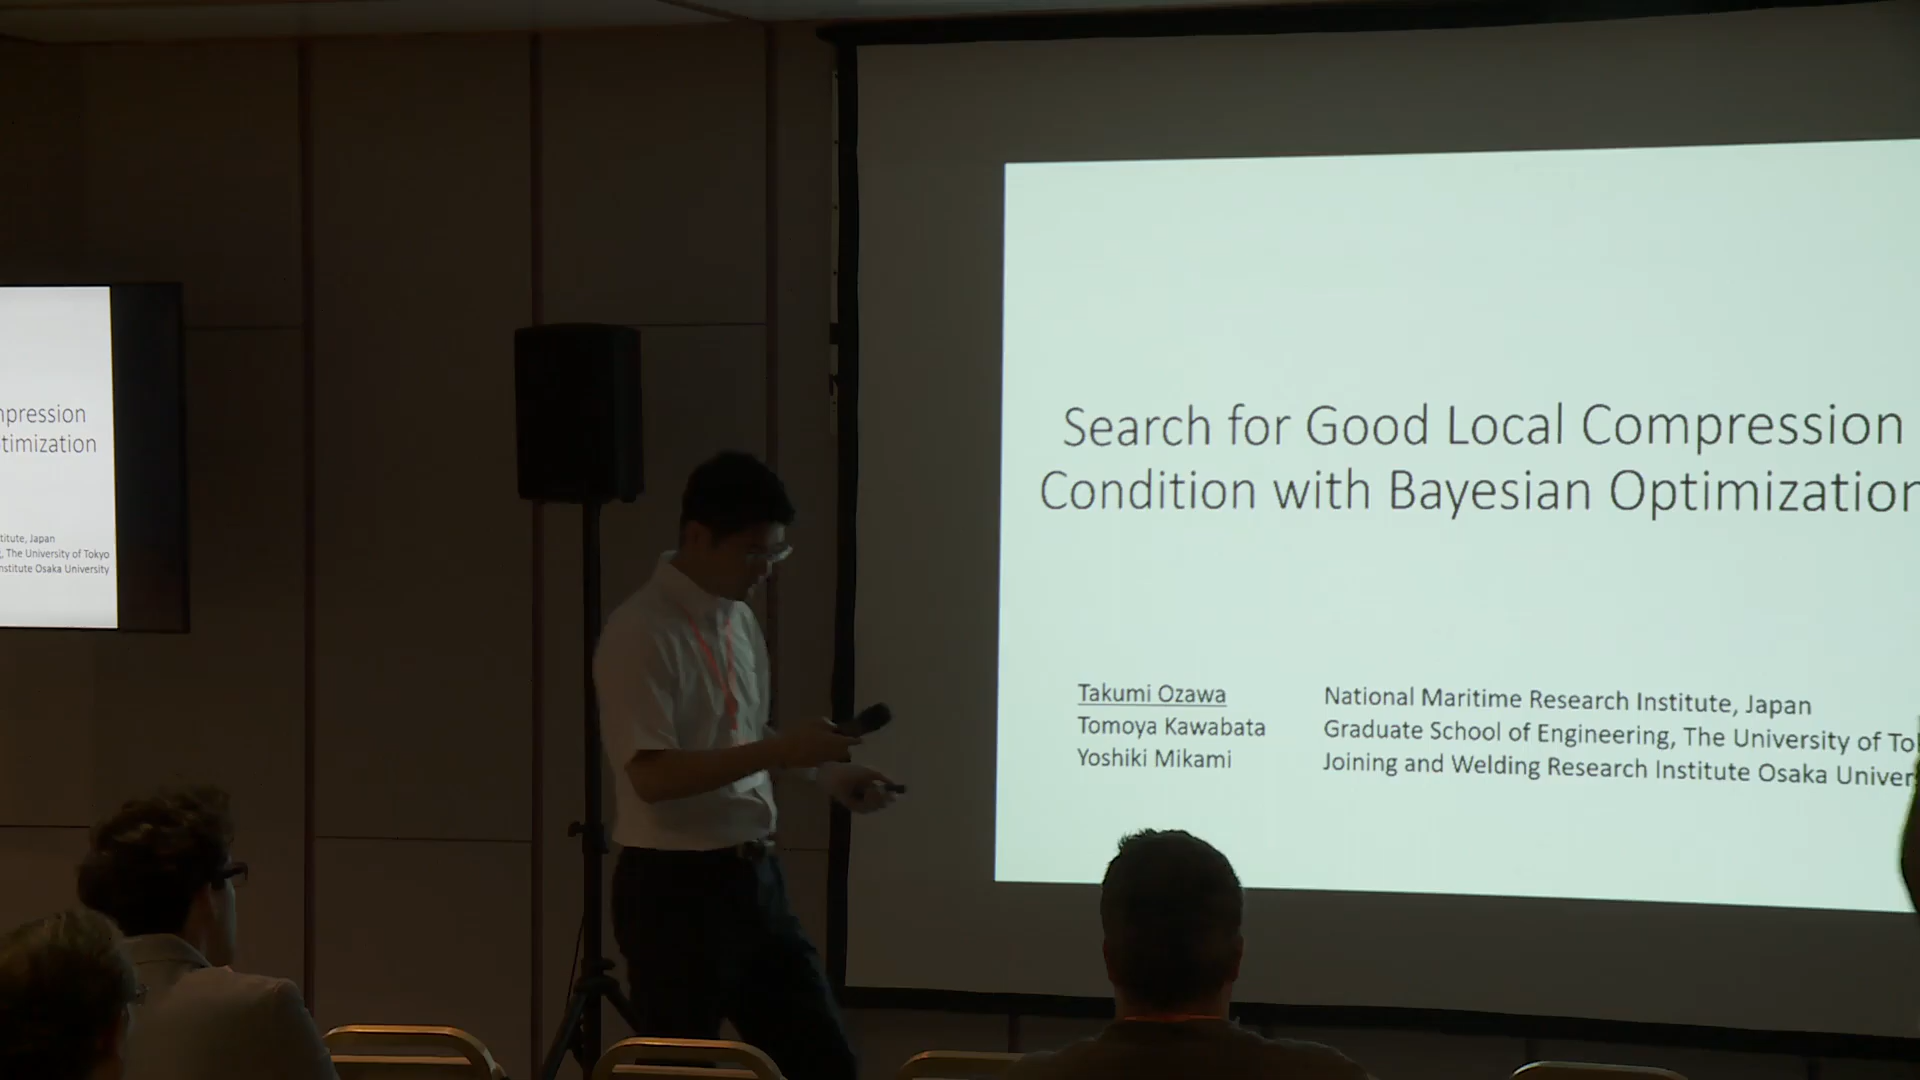 Search for Good Local Compression
Condition with Bayesian Optimization
Takumi Ozawa National Maritime Research Institute, Japan
Tomoya Kawabata Graduate School of Engineering, The University of To
Yoshiki Mikami Joining and Welding Research Institute Osaka Univer
mpression
timization
titute, Japan
, The University of Tokyo
nstitute Osaka University